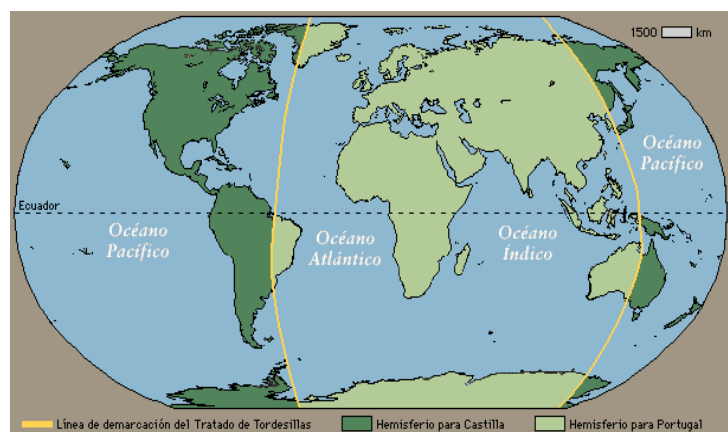 1500 km
Océano
Pacífico
Ecuador
Océano
Pacífico
Océano
Atlántico
Océano
Índico
Línea de demarcación del Tratado de Tordesillas
Hemisferio para Castilla
Hemisferio para Portugal